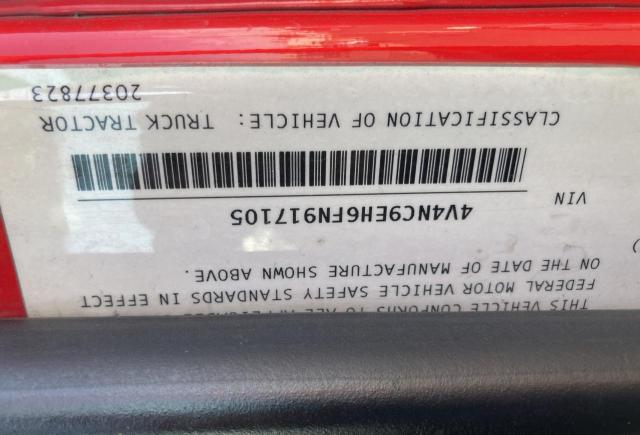 THIS VEHICLE CONFORMS TO ALL
FEDERAL MOTOR VEHICLE SAFETY STANDARDS IN EFFECT
ON THE DATE OF MANUFACTURE SHOWN ABOVE.
VIN 4V4NC9EH6FN917105
CLASSIFICATION OF VEHICLE: TRUCK TRACTOR
20377823